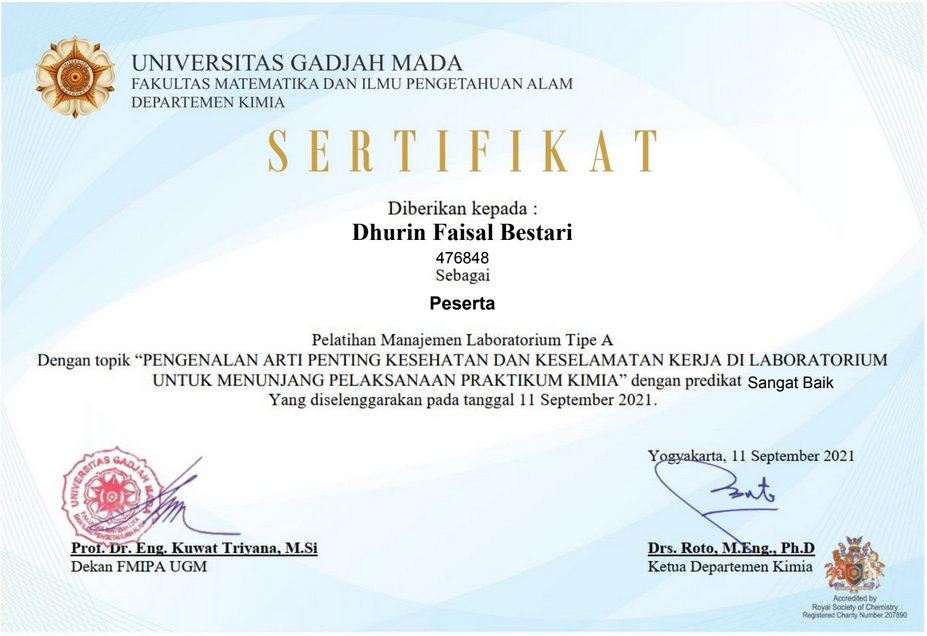 UNIVERSITAS GADJAH MADA
FAKULTAS MATEMATIKA DAN ILMU PENGETAHUAN ALAM
DEPARTEMEN KIMIA
SERTIFIKAT
Diberikan kepada :
Dhurin Faisal Bestari
476848
Sebagai
Peserta
Pelatihan Manajemen Laboratorium Tipe A
Dengan topik “PENGENALAN ARTI PENTING KESEHATAN DAN KESELAMATAN KERJA DI LABORATORIUM
UNTUK MENUNJANG PELAKSANAAN PRAKTIKUM KIMIA” dengan predikat Sangat Baik
Yang diselenggarakan pada tanggal 11 September 2021.
UNIVERSITAS GADJAH MADA
Yogyakarta, 11 September 2021
Prof. Dr. Eng. Kuwat Triyana, M.Si
Dekan FMIPA UGM
Drs. Roto, M.Eng., Ph.D
Ketua Departemen Kimia
Accredited by
Royal Society of Chemistry
Registered Charity Number 207890